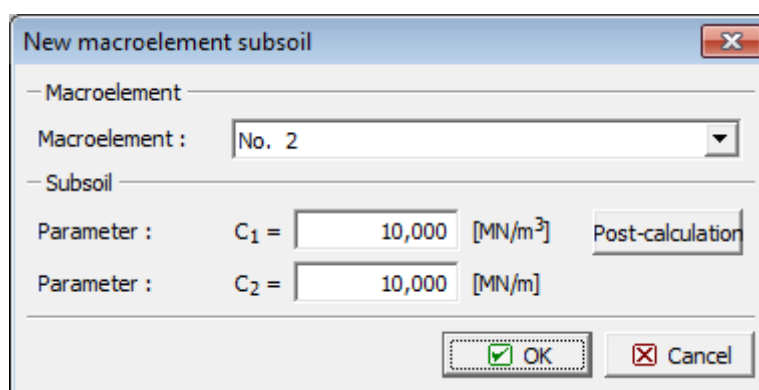 New macroelement subsoil
Macroelement
Macroelement : No. 2
Subsoil
Parameter : C₁ = 10,000 [MN/m³] Post-calculation
Parameter : C₂ = 10,000 [MN/m]
OK Cancel